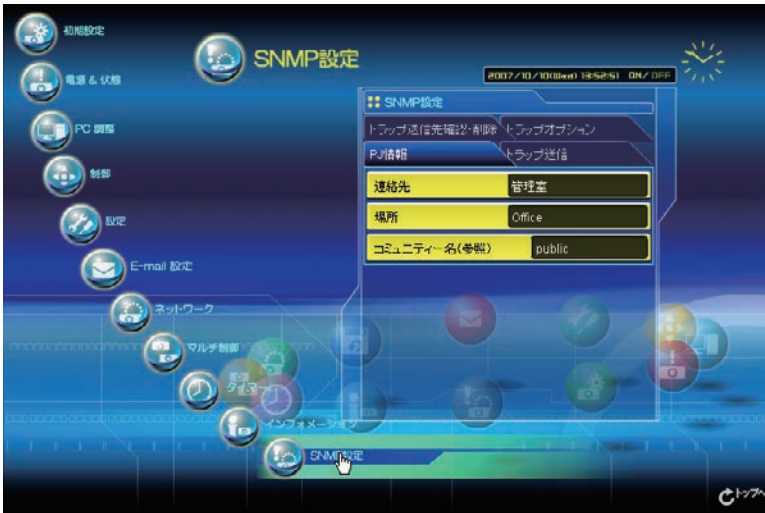 初期設定
SNMP設定
電源 & 状態
2007/10/10(Wed) 13:52:51 ON/OFF
SNMP設定
PC 調整
トラップ送信先確認・削除 トラップオプション
PJ情報 トラップ送信
制御
連絡先 管理室
場所 Office
設定
コミュニティー名(参照) public
E-mail 設定
ネットワーク
マルチ制御
タイマー
インフォメーション
SNMP設定
トップへ